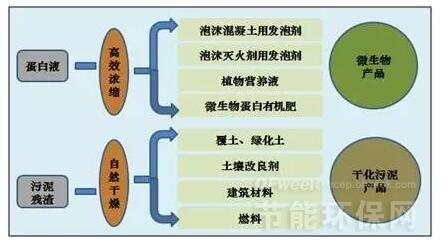 蛋白液
高效浓缩
泡沫混凝土用发泡剂
泡沫灭火剂用发泡剂
植物营养液
微生物蛋白有机肥
微生物
产品
污泥
残渣
自然干燥
覆土、绿化土
土壤改良剂
建筑材料
燃料
干化污泥
产品
节能环保网